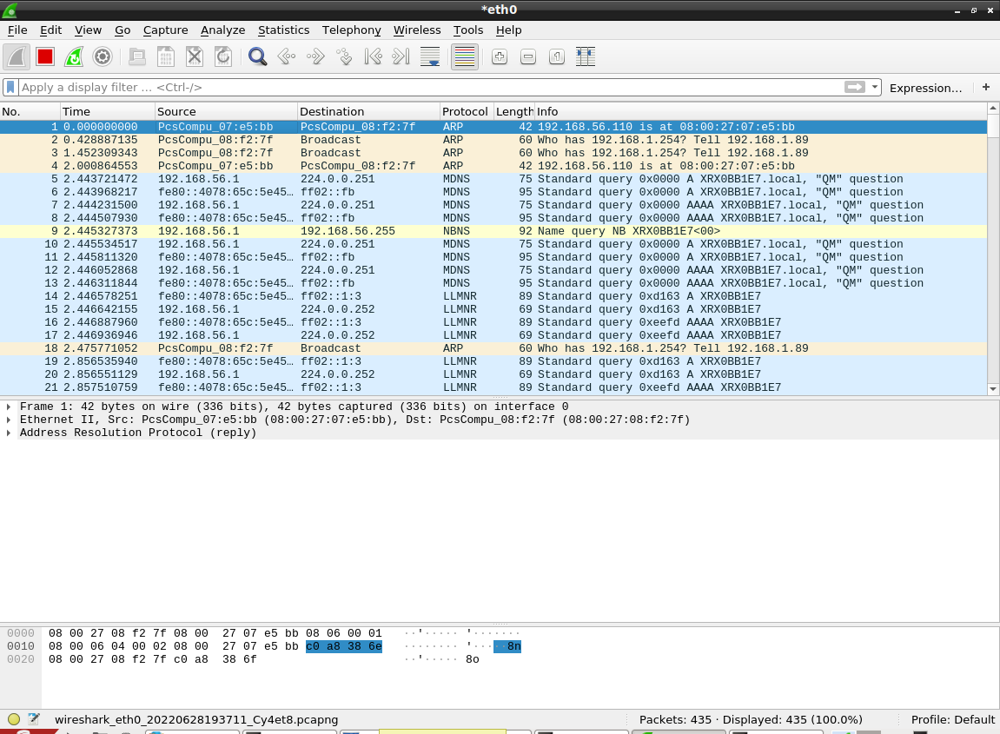 *eth0
File Edit View Go Capture Analyze Statistics Telephony Wireless Tools Help
Apply a display filter … <Ctrl-/> Expression… +
No. Time Source Destination Protocol Length Info
1 0.000000000 PcsCompu_07:e5:bb PcsCompu_08:f2:7f ARP 42 192.168.56.110 is at 08:00:27:07:e5:bb
2 0.428887135 PcsCompu_08:f2:7f Broadcast ARP 60 Who has 192.168.1.254? Tell 192.168.1.89
3 1.452309343 PcsCompu_08:f2:7f Broadcast ARP 60 Who has 192.168.1.254? Tell 192.168.1.89
4 2.000864553 PcsCompu_07:e5:bb PcsCompu_08:f2:7f ARP 42 192.168.56.110 is at 08:00:27:07:e5:bb
5 2.443721472 192.168.56.1 224.0.0.251 MDNS 75 Standard query 0x0000 A XRX0BB1E7.local, "QM" question
6 2.443968217 fe80::4078:65c:5e45… ff02::fb MDNS 95 Standard query 0x0000 A XRX0BB1E7.local, "QM" question
7 2.444231500 192.168.56.1 224.0.0.251 MDNS 75 Standard query 0x0000 AAAA XRX0BB1E7.local, "QM" question
8 2.444507930 fe80::4078:65c:5e45… ff02::fb MDNS 95 Standard query 0x0000 AAAA XRX0BB1E7.local, "QM" question
9 2.445327373 192.168.56.1 192.168.56.255 NBNS 92 Name query NB XRX0BB1E7<00>
10 2.445534517 192.168.56.1 224.0.0.251 MDNS 75 Standard query 0x0000 A XRX0BB1E7.local, "QM" question
11 2.445811320 fe80::4078:65c:5e45… ff02::fb MDNS 95 Standard query 0x0000 A XRX0BB1E7.local, "QM" question
12 2.446052868 192.168.56.1 224.0.0.251 MDNS 75 Standard query 0x0000 AAAA XRX0BB1E7.local, "QM" question
13 2.446311844 fe80::4078:65c:5e45… ff02::fb MDNS 95 Standard query 0x0000 AAAA XRX0BB1E7.local, "QM" question
14 2.446578251 fe80::4078:65c:5e45… ff02::1:3 LLMNR 89 Standard query 0xd163 A XRX0BB1E7
15 2.446642155 192.168.56.1 224.0.0.252 LLMNR 69 Standard query 0xd163 A XRX0BB1E7
16 2.446887960 fe80::4078:65c:5e45… ff02::1:3 LLMNR 89 Standard query 0xeefd AAAA XRX0BB1E7
17 2.446936946 192.168.56.1 224.0.0.252 LLMNR 69 Standard query 0xeefd AAAA XRX0BB1E7
18 2.475771052 PcsCompu_08:f2:7f Broadcast ARP 60 Who has 192.168.1.254? Tell 192.168.1.89
19 2.856535940 fe80::4078:65c:5e45… ff02::1:3 LLMNR 89 Standard query 0xd163 A XRX0BB1E7
20 2.856551129 192.168.56.1 224.0.0.252 LLMNR 69 Standard query 0xd163 A XRX0BB1E7
21 2.857510759 fe80::4078:65c:5e45… ff02::1:3 LLMNR 89 Standard query 0xeefd AAAA XRX0BB1E7
Frame 1: 42 bytes on wire (336 bits), 42 bytes captured (336 bits) on interface 0
Ethernet II, Src: PcsCompu_07:e5:bb (08:00:27:07:e5:bb), Dst: PcsCompu_08:f2:7f (08:00:27:08:f2:7f)
Address Resolution Protocol (reply)
0000 08 00 27 08 f2 7f 08 00 27 07 e5 bb 08 06 00 01 ··'····· '·······
0010 08 00 06 04 00 02 08 00 27 07 e5 bb c0 a8 38 6e ········ '·····8n
0020 08 00 27 08 f2 7f c0 a8 38 6f ··'····· 8o
wireshark_eth0_20220628193711_Cy4et8.pcapng Packets: 435 · Displayed: 435 (100.0%) Profile: Default